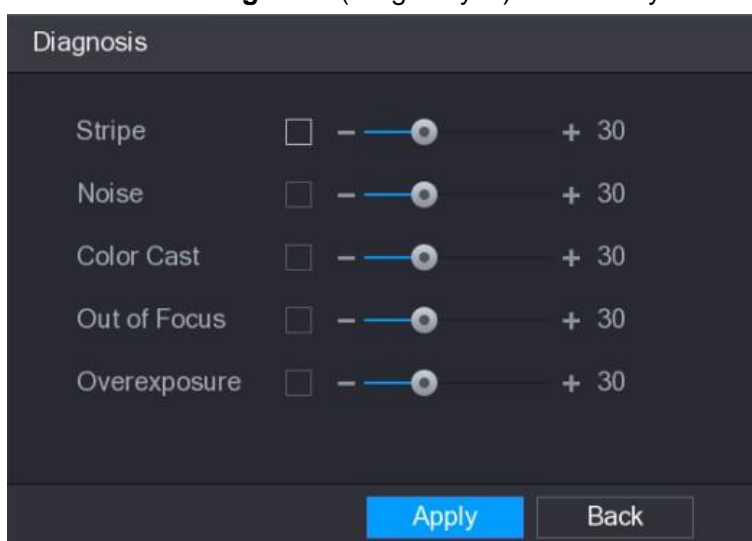 Diagnosis
Stripe - + 30
Noise - + 30
Color Cast - + 30
Out of Focus - + 30
Overexposure - + 30
Apply Back